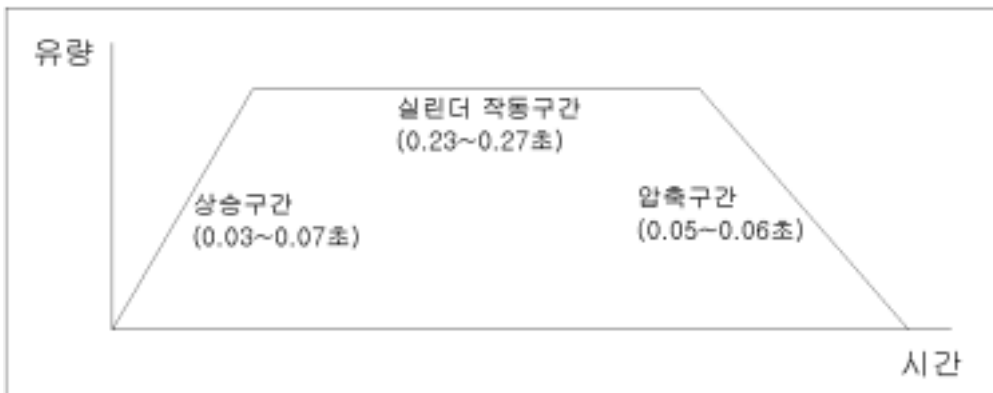 유량
실린더 작동구간
(0.23~0.27초)
상승구간
(0.03~0.07초)
압축구간
(0.05~0.06초)
시간